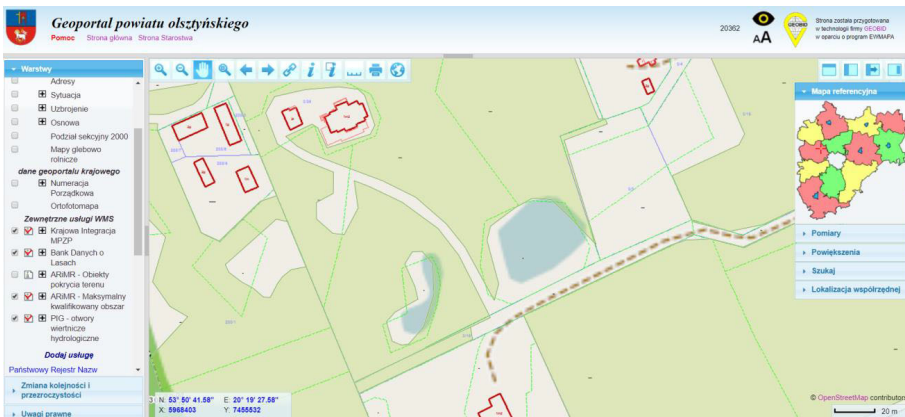 Geoportal powiatu olsztyńskiego
Pomoc Strona główna Strona Starostwa
20362
AA
GEOBID
Strona została przygotowana
w technologii firmy GEOBID
w oparciu o program EWMAPA
Warstwy
Adresy
Sytuacja
Uzbrojenie
Osnowa
Podział sekcyjny 2000
Mapy glebowo
rolnicze
dane geoportalu krajowego
Numeracja
Porządkowa
Ortofotomapa
Zewnętrzne usługi WMS
Krajowa Integracja
MPZP
Bank Danych o
Lasach
ARiMR - Obiekty
pokrycia terenu
ARiMR - Maksymalny
kwalifikowany obszar
PIG - otwory
wiertnicze
hydrologiczne
Dodaj usługę
Państwowy Rejestr Nazw
Zmiana kolejności i
przezroczystości
Uwagi prawne
Mapa referencyjna
Pomiary
Powiększenia
Szukaj
Lokalizacja współrzędnej
N: 53° 50' 41.58" E: 20° 19' 27.58"
X: 5968403 Y: 7455532
© OpenStreetMap contributors
20 m